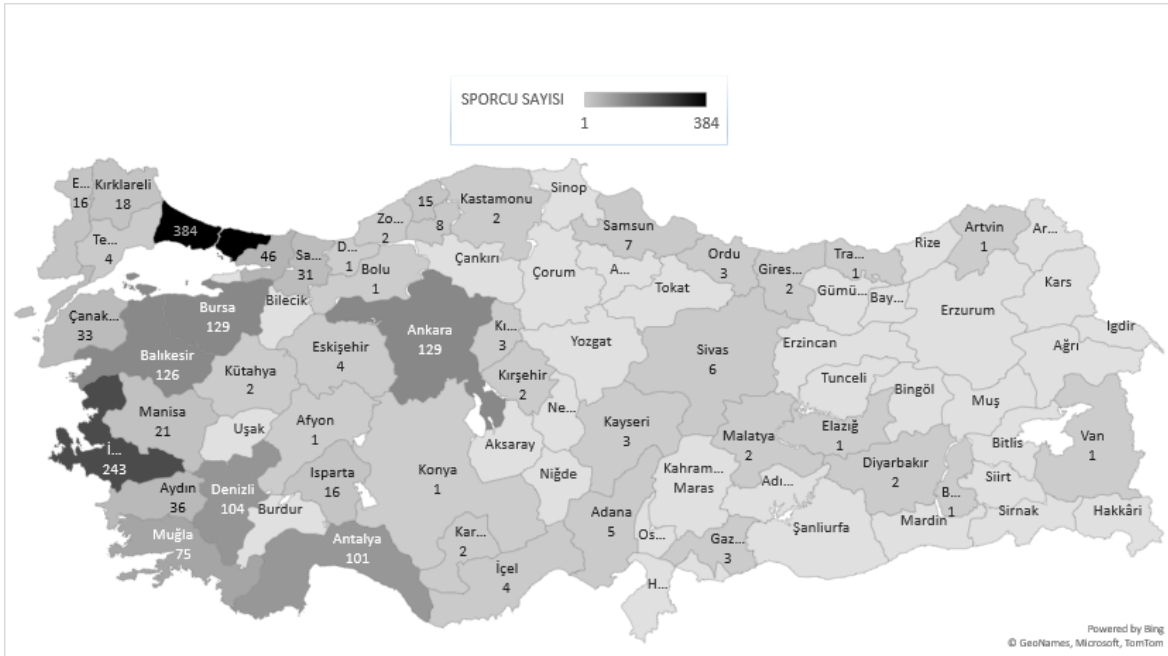 SPORCU SAYISI
1 384
E...
16
Kırklareli
18
Te...
4
384
46
Sa...
31
D...
1
Bolu
1
Zo...
2
15
8
Kastamonu
2
Sinop
Samsun
7
Ordu
3
Gires...
2
Tra...
1
Rize
Artvin
1
Ar...
Çankırı
Çorum
A...
Tokat
Gümü...
Bay...
Erzurum
Kars
Igdir
Ağrı
Çanak...
33
Bursa
129
Bilecik
Balıkesir
126
Kütahya
2
Eskişehir
4
Ankara
129
Kı...
3
Kırşehir
2
Yozgat
Sivas
6
Erzincan
Tunceli
Bingöl
Muş
Manisa
21
Uşak
Afyon
1
Ne...
Aksaray
Kayseri
3
Malatya
2
Elazığ
1
Bitlis
Van
1
İ...
243
Aydın
36
Denizli
104
Isparta
16
Burdur
Konya
1
Niğde
Kahram...
Maras
Adı...
Diyarbakır
2
B...
1
Siirt
Sirnak
Hakkâri
Muğla
75
Antalya
101
Kar...
2
İçel
4
Adana
5
Os...
Gaz...
3
Şanliurfa
Mardin
H...
Powered by Bing
© GeoNames, Microsoft, TomTom